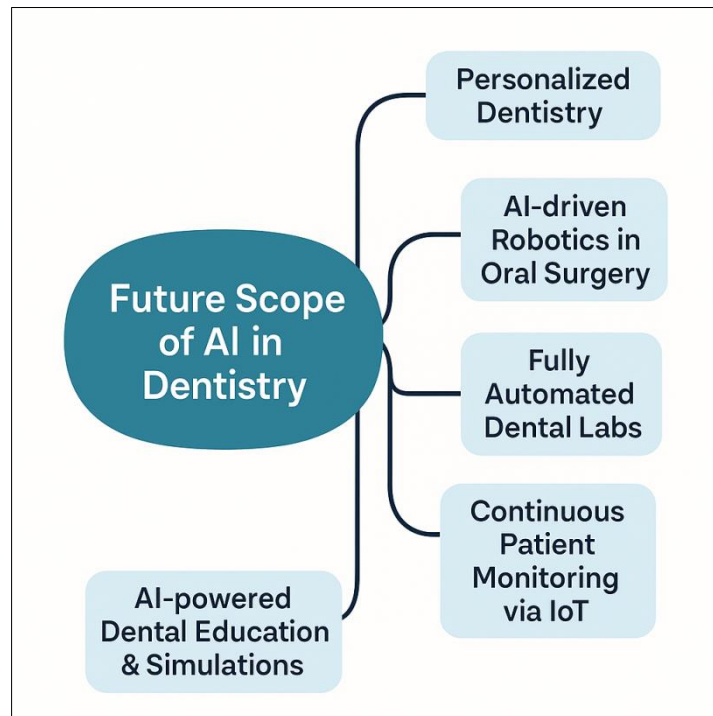 Future Scope
of AI in
Dentistry
Personalized
Dentistry
AI-driven
Robotics in
Oral Surgery
Fully
Automated
Dental Labs
Continuous
Patient
Monitoring
via IoT
AI-powered
Dental Education
& Simulations